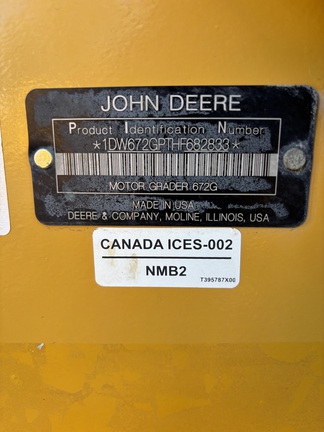 JOHN DEERE
Product Identification Number
*1DW672GPTHF682833*
MOTOR GRADER 672G
MADE IN USA
DEERE & COMPANY, MOLINE, ILLINOIS, USA
CANADA ICES-002
NMB2
T395787X00